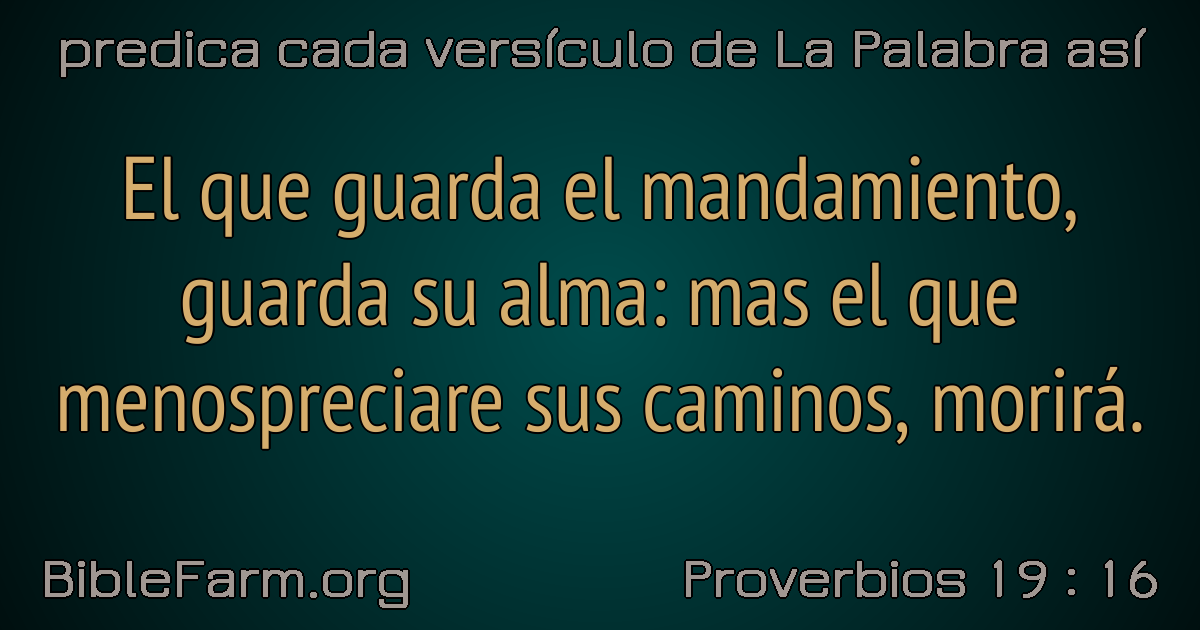 predica cada versículo de La Palabra así
El que guarda el mandamiento,
guarda su alma: mas el que
menospreciare sus caminos, morirá.
BibleFarm.org
Proverbios 19 : 16